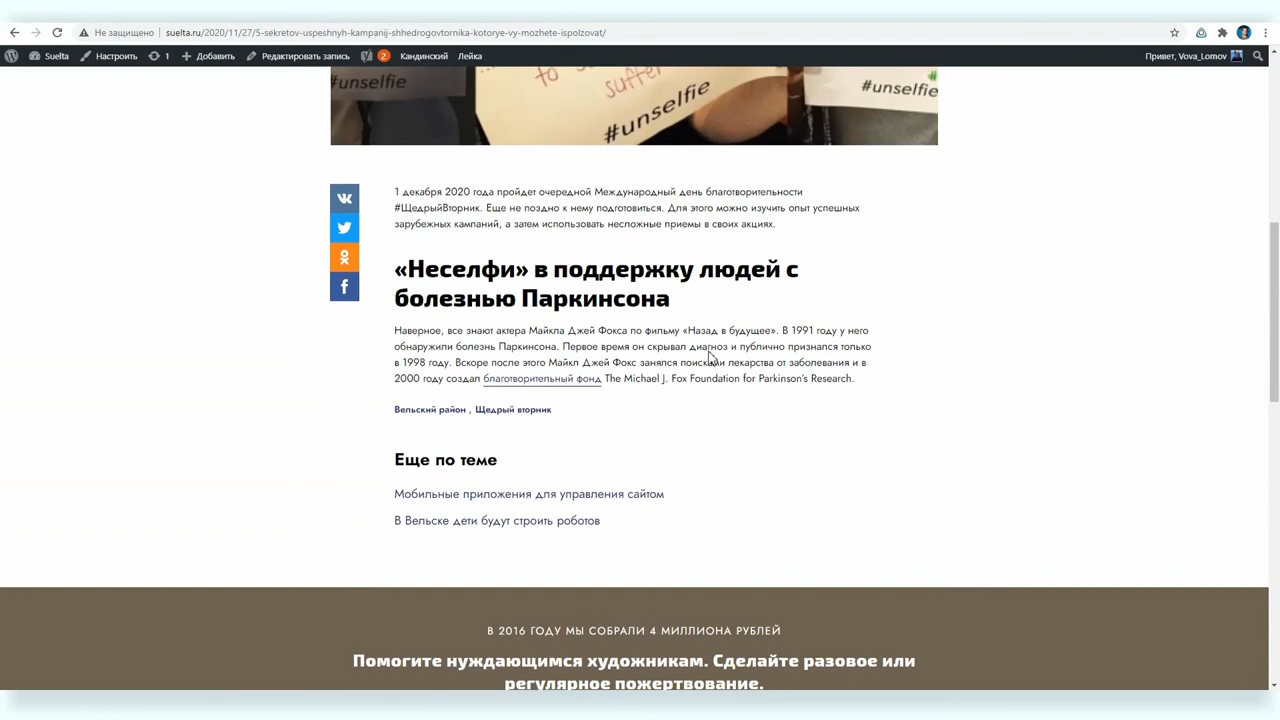 Не защищено
suelta.ru/2020/11/27/5-sekretov-uspeshnyh-kampanij-shhedrogovtornika-kotorye-vy-mozhete-ispolzovat/
Suelta
Настроить
1
Добавить
Редактировать запись
2
Кандинский
Лейка
Привет, Vova_Lomov
to
suffer
#unselfie
#unselfie
#unselfie
1 декабря 2020 года пройдет очередной Международный день благотворительности
#ЩедрыйВторник. Еще не поздно к нему подготовиться. Для этого можно изучить опыт успешных
зарубежных кампаний, а затем использовать несложные приемы в своих акциях.
«Неселфи» в поддержку людей с
болезнью Паркинсона
Наверное, все знают актера Майкла Джей Фокса по фильму «Назад в будущее». В 1991 году у него
обнаружили болезнь Паркинсона. Первое время он скрывал диагноз и публично признался только
в 1998 году. Вскоре после этого Майкл Джей Фокс занялся поисками лекарства от заболевания и в
2000 году создал благотворительный фонд The Michael J. Fox Foundation for Parkinson's Research.
Вельский район , Щедрый вторник
Еще по теме
Мобильные приложения для управления сайтом
В Вельске дети будут строить роботов
В 2016 ГОДУ МЫ СОБРАЛИ 4 МИЛЛИОНА РУБЛЕЙ
Помогите нуждающимся художникам. Сделайте разовое или
регулярное пожертвование.